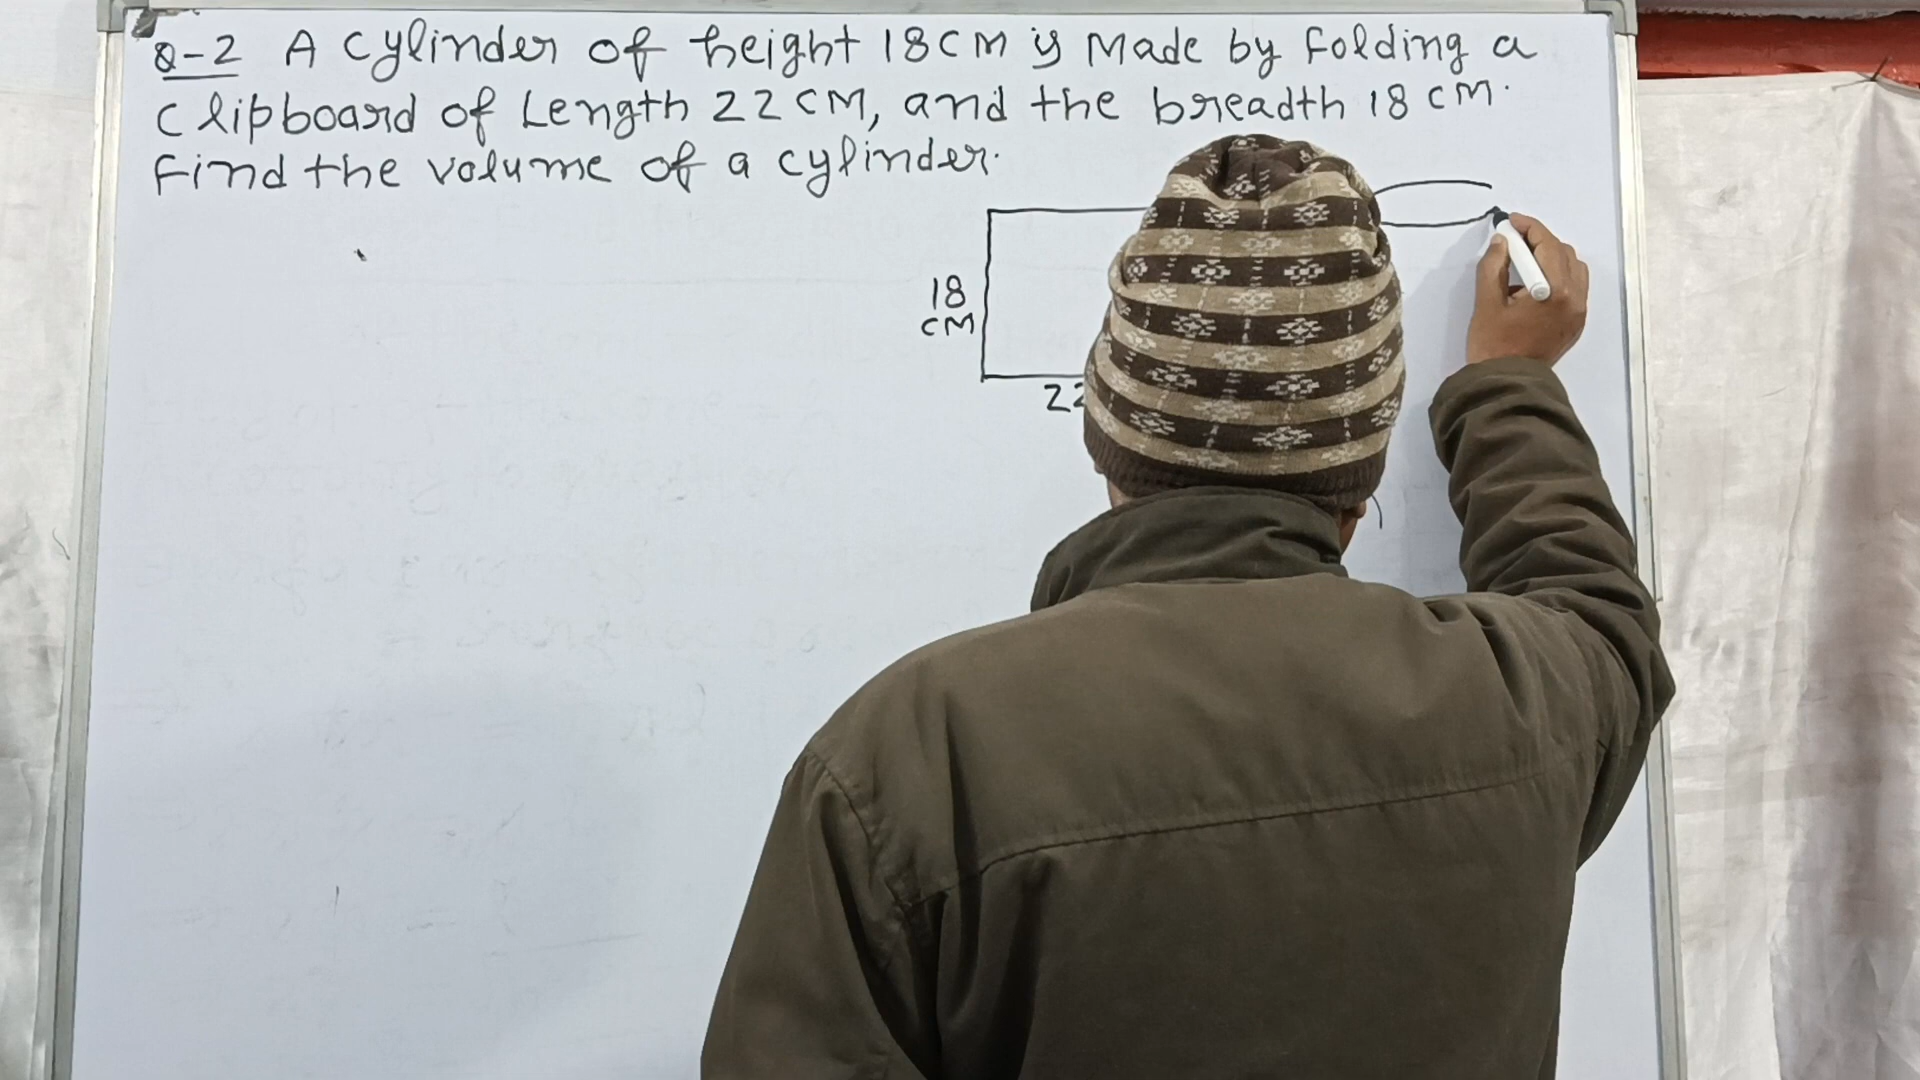 Q-2 A cylinder of height 18CM is Made by Folding a
Clipboard of Length 22CM, and the breadth 18 CM.
Find the volume of a cylinder.
18
CM